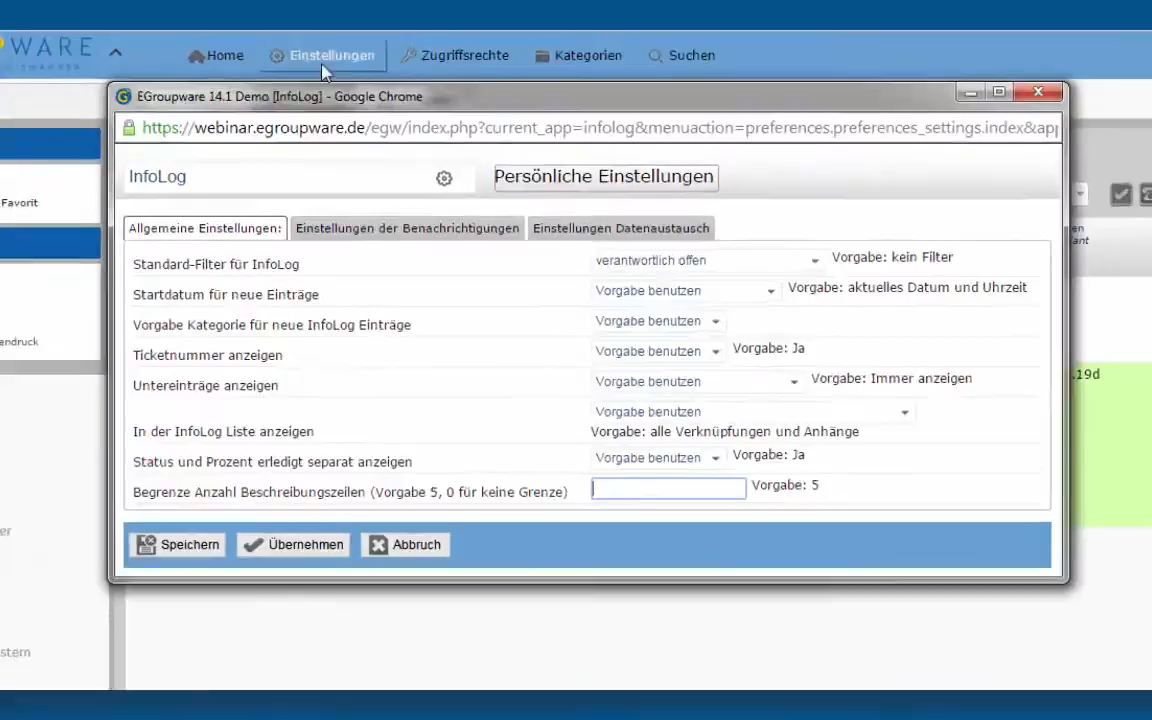 WARE
Home Einstellungen Zugriffsrechte Kategorien Suchen
EGroupware 14.1 Demo [InfoLog] - Google Chrome
https://webinar.egroupware.de/egw/index.php?current_app=infolog&menuaction=preferences.preferences_settings.index&ap
InfoLog Persönliche Einstellungen
Favorit
Allgemeine Einstellungen: Einstellungen der Benachrichtigungen Einstellungen Datenaustausch
Standard-Filter für InfoLog verantwortlich offen Vorgabe: kein Filter
Startdatum für neue Einträge Vorgabe benutzen Vorgabe: aktuelles Datum und Uhrzeit
Vorgabe Kategorie für neue InfoLog Einträge Vorgabe benutzen
endruck
Ticketnummer anzeigen Vorgabe benutzen Vorgabe: Ja
.19d
Untereinträge anzeigen Vorgabe benutzen Vorgabe: Immer anzeigen
Vorgabe benutzen
In der InfoLog Liste anzeigen Vorgabe: alle Verknüpfungen und Anhänge
Status und Prozent erledigt separat anzeigen Vorgabe benutzen Vorgabe: Ja
Begrenze Anzahl Beschreibungszeilen (Vorgabe 5, 0 für keine Grenze) Vorgabe: 5
er
Speichern Übernehmen Abbruch
stern